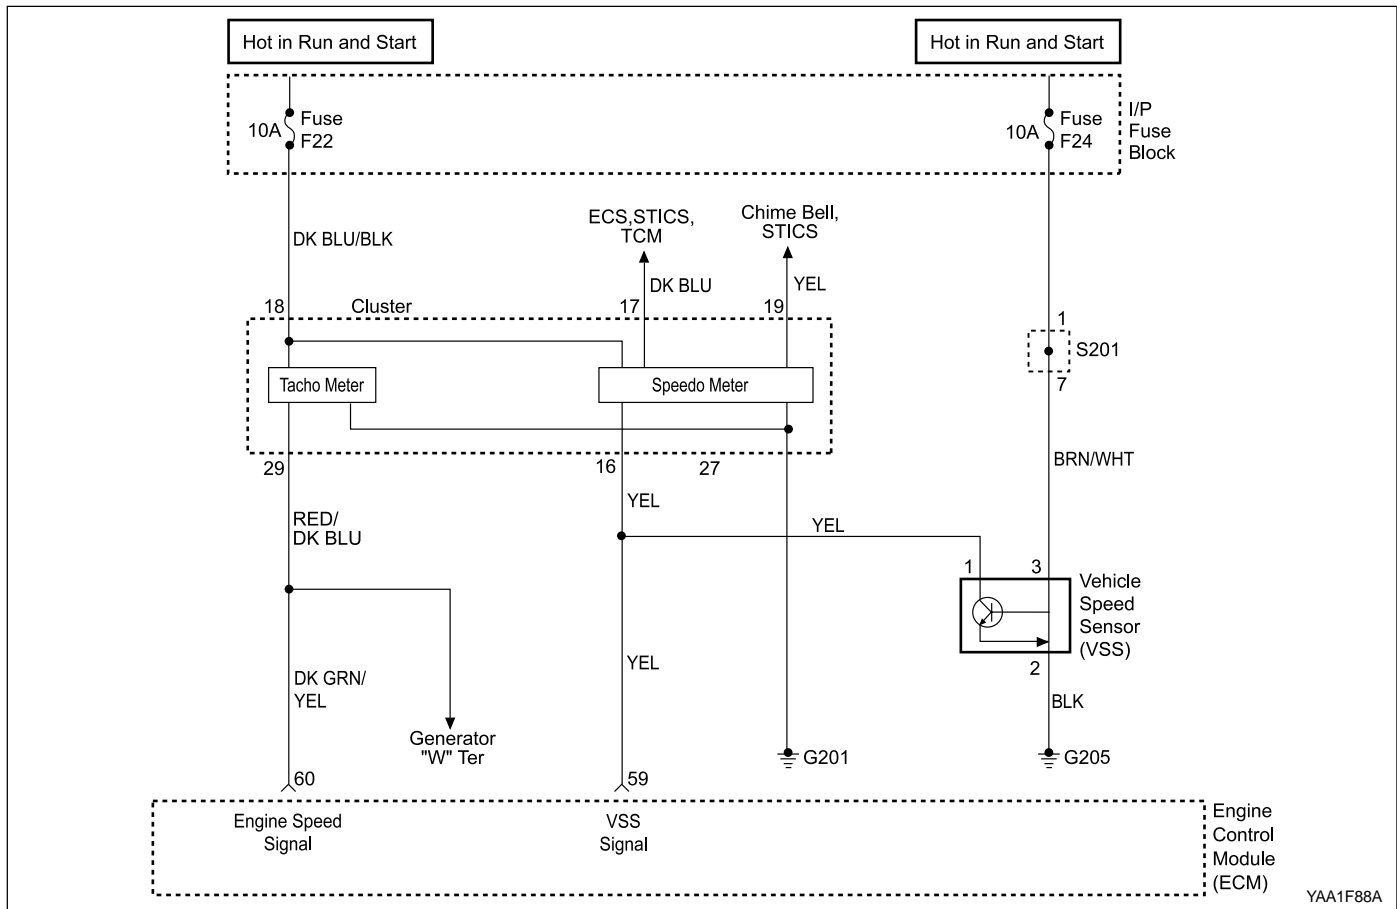 Hot in Run and Start
Hot in Run and Start
10A
Fuse
F22
10A
Fuse
F24
I/P
Fuse
Block
DK BLU/BLK
ECS,STICS,
TCM
Chime Bell,
STICS
DK BLU
YEL
18
Cluster
17
19
1
S201
7
Tacho Meter
Speedo Meter
29
16
27
BRN/WHT
YEL
RED/
DK BLU
YEL
1
3
Vehicle
Speed
Sensor
(VSS)
2
YEL
DK GRN/
YEL
BLK
Generator
"W" Ter
G201
G205
60
59
Engine Speed
Signal
VSS
Signal
Engine
Control
Module
(ECM)
YAA1F88A